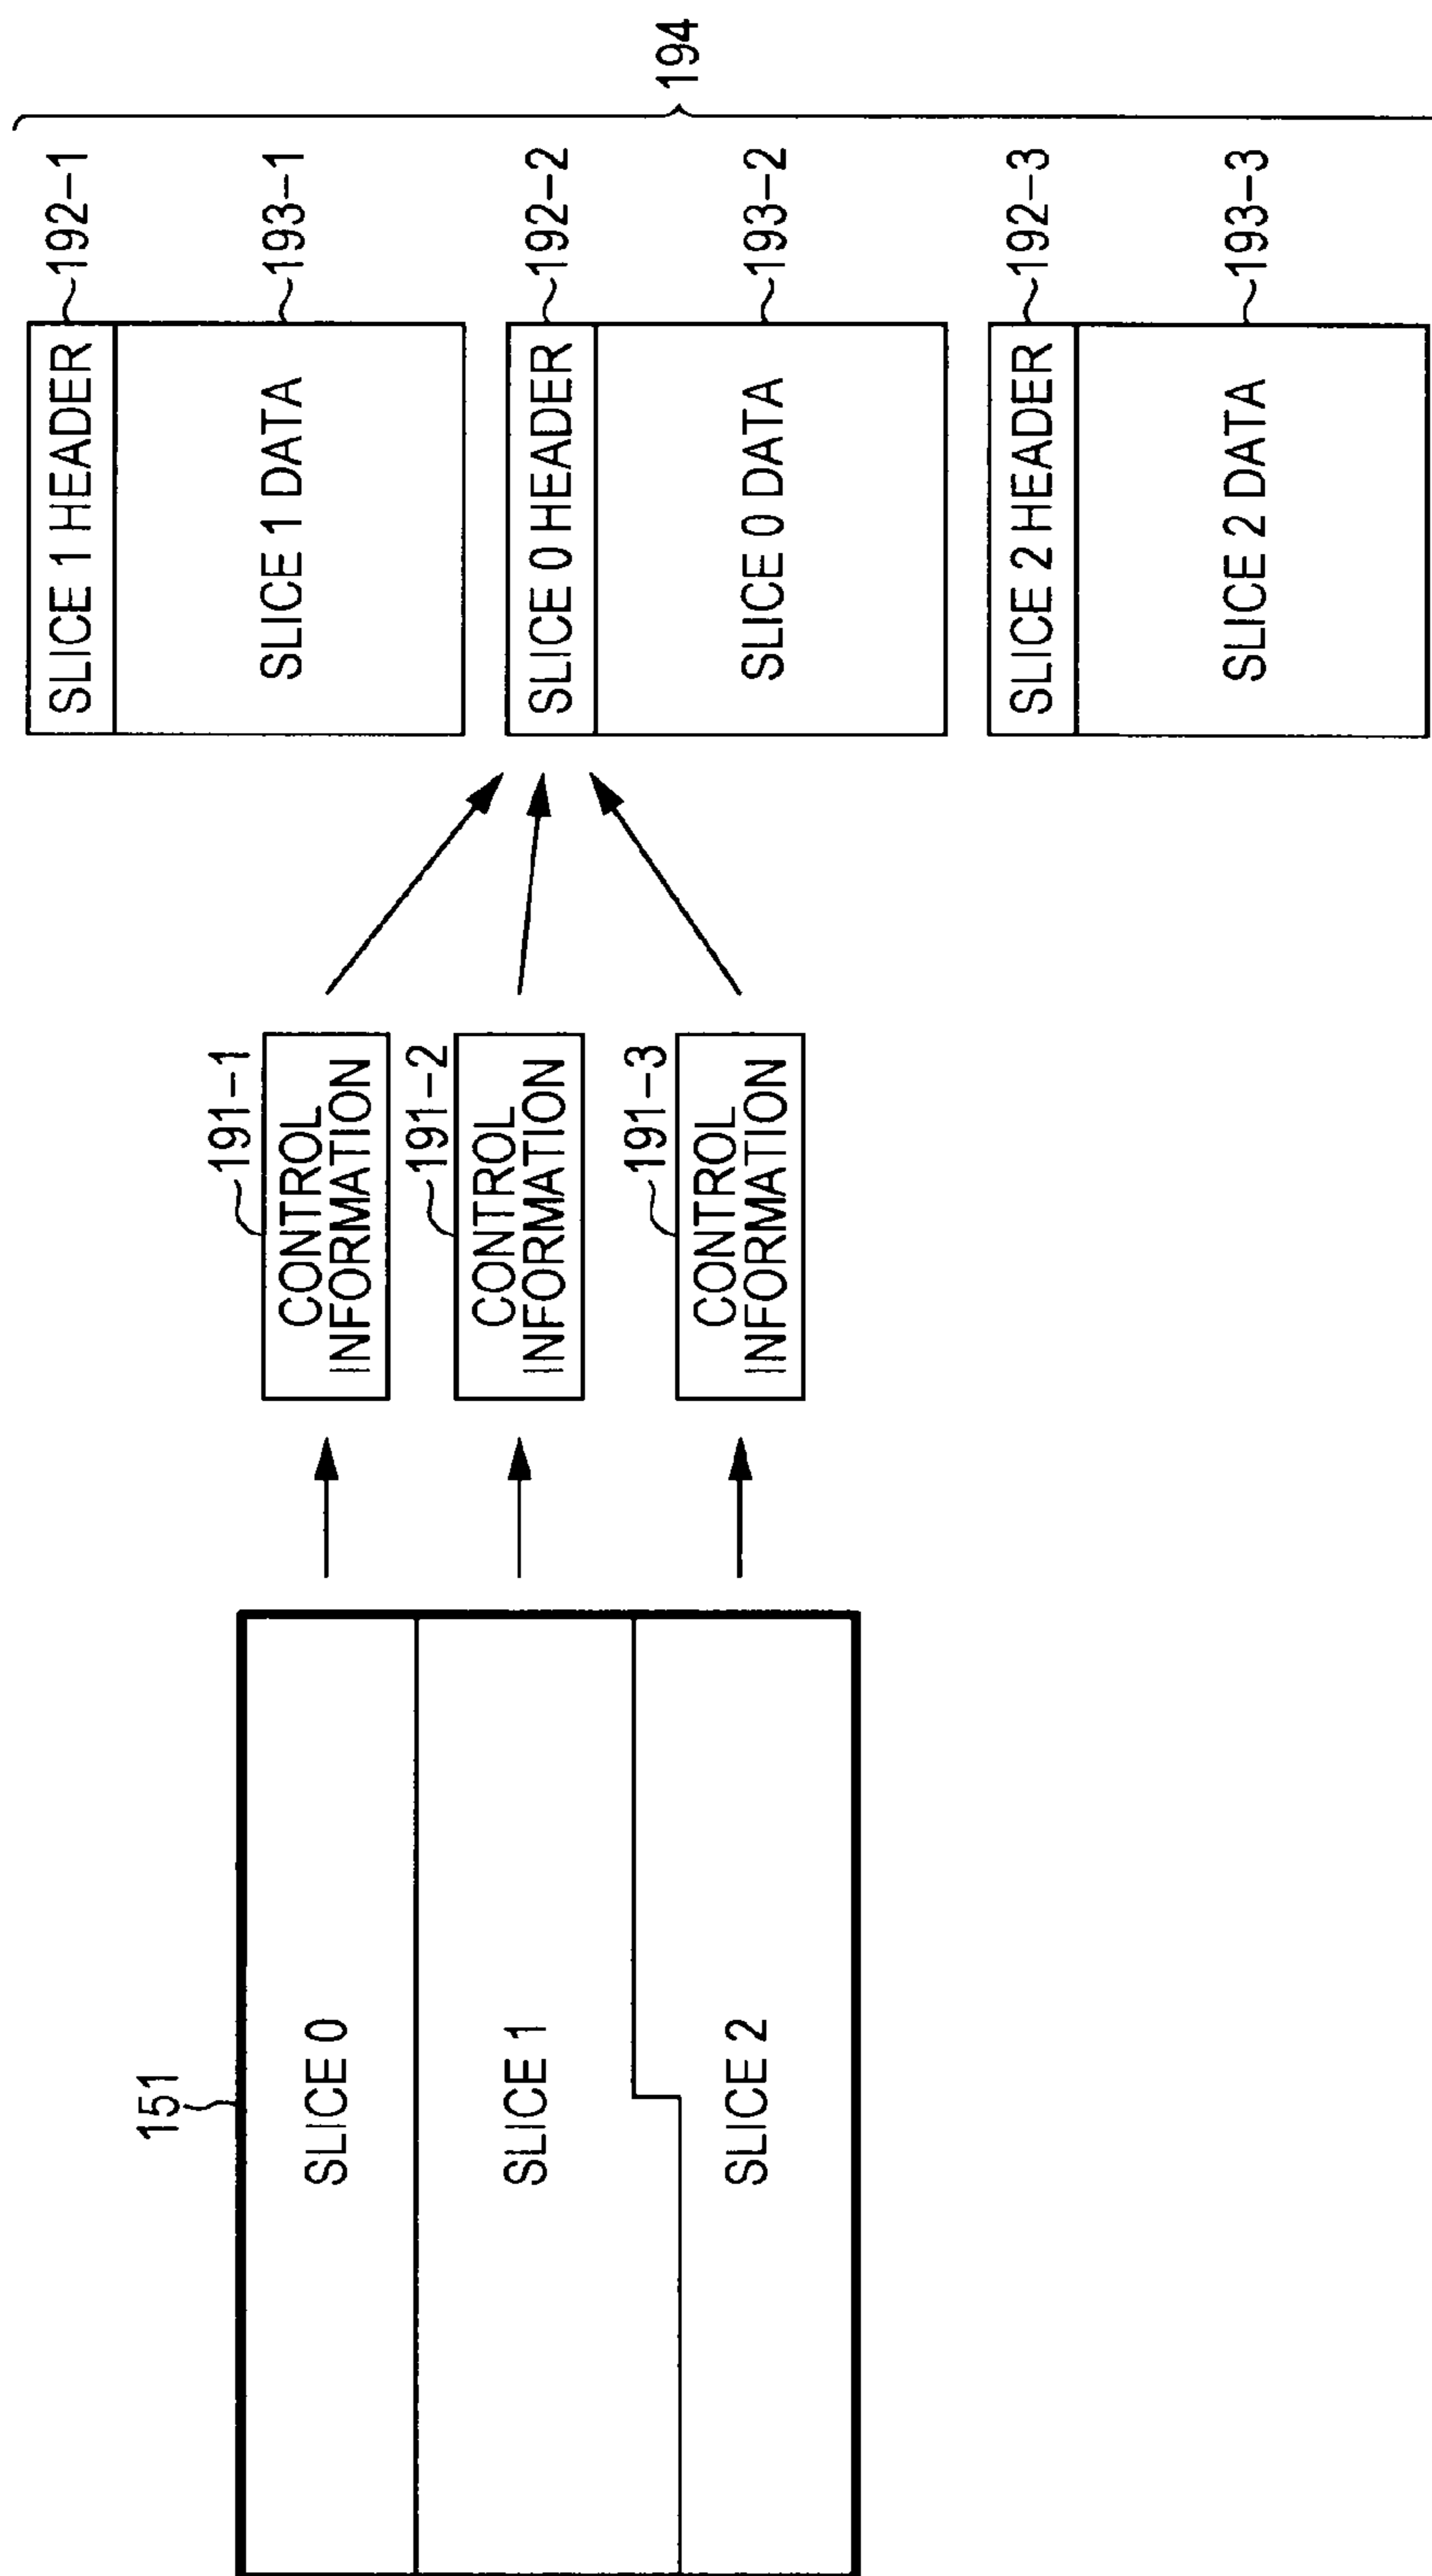 151
SLICE 0
SLICE 1
SLICE 2
191-1
CONTROL
INFORMATION
191-2
CONTROL
INFORMATION
191-3
CONTROL
INFORMATION
SLICE 1 HEADER
192-1
SLICE 1 DATA
193-1
SLICE 0 HEADER
192-2
SLICE 0 DATA
193-2
SLICE 2 HEADER
192-3
SLICE 2 DATA
193-3
194